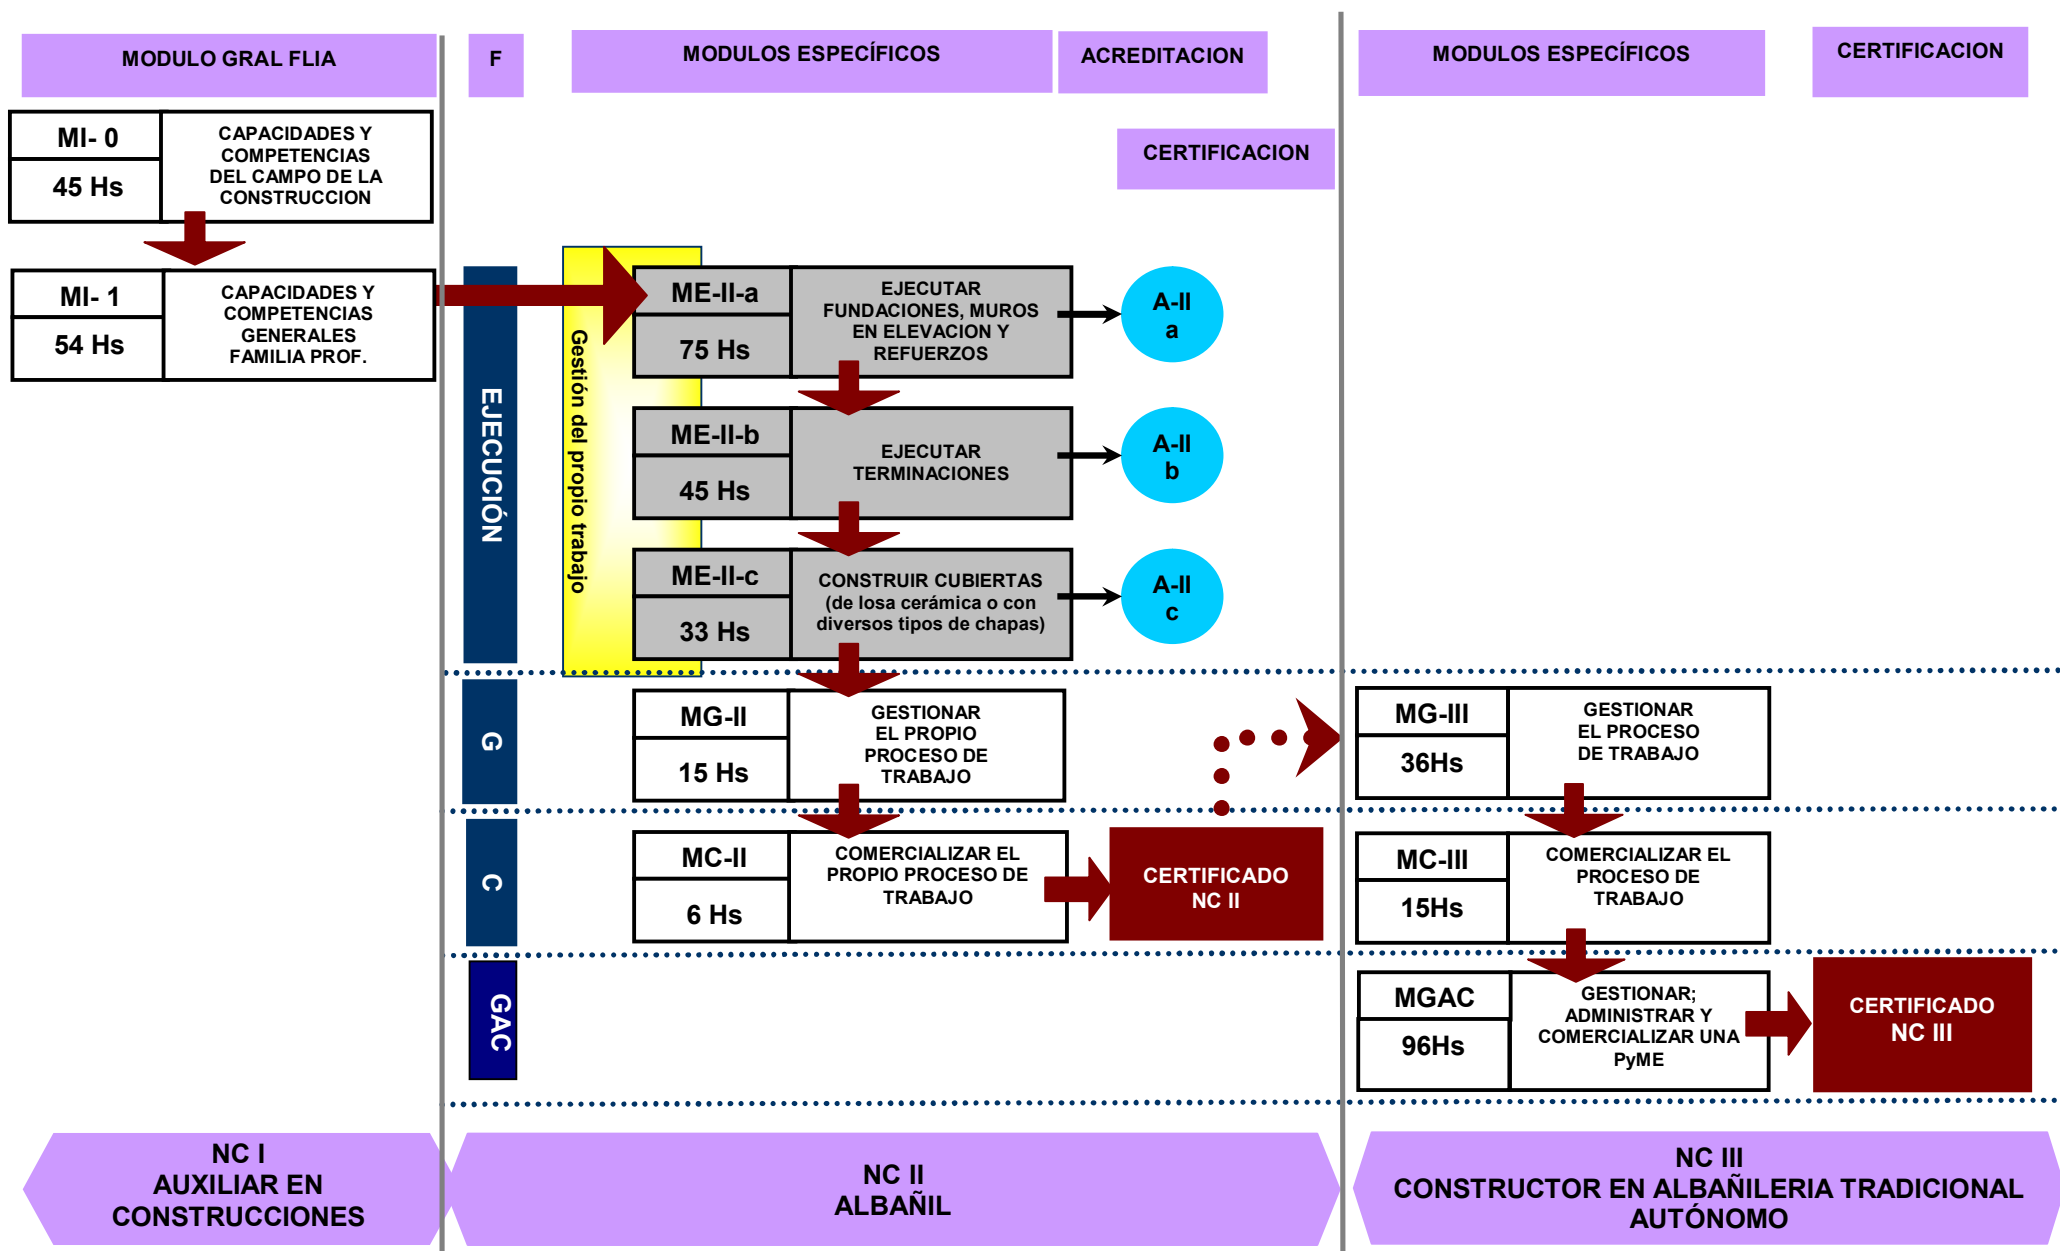 MODULO GRAL FLIA
F
MODULOS ESPECÍFICOS
ACREDITACION
MODULOS ESPECÍFICOS
CERTIFICACION
CERTIFICACION
MI- 0
45 Hs
CAPACIDADES Y
COMPETENCIAS
DEL CAMPO DE LA
CONSTRUCCION
MI- 1
54 Hs
CAPACIDADES Y
COMPETENCIAS
GENERALES
FAMILIA PROF.
EJECUCIÓN
Gestión del propio trabajo
ME-II-a
75 Hs
EJECUTAR
FUNDACIONES, MUROS
EN ELEVACION Y
REFUERZOS
A-II
a
ME-II-b
45 Hs
EJECUTAR
TERMINACIONES
A-II
b
ME-II-c
33 Hs
CONSTRUIR CUBIERTAS
(de losa cerámica o con
diversos tipos de chapas)
A-II
c
G
MG-II
15 Hs
GESTIONAR
EL PROPIO
PROCESO DE
TRABAJO
MG-III
36Hs
GESTIONAR
EL PROCESO
DE TRABAJO
C
MC-II
6 Hs
COMERCIALIZAR EL
PROPIO PROCESO DE
TRABAJO
CERTIFICADO
NC II
MC-III
15Hs
COMERCIALIZAR EL
PROCESO DE
TRABAJO
GAC
MGAC
96Hs
GESTIONAR;
ADMINISTRAR Y
COMERCIALIZAR UNA
PyME
CERTIFICADO
NC III
NC I
AUXILIAR EN
CONSTRUCCIONES
NC II
ALBAÑIL
NC III
CONSTRUCTOR EN ALBAÑILERIA TRADICIONAL
AUTÓNOMO